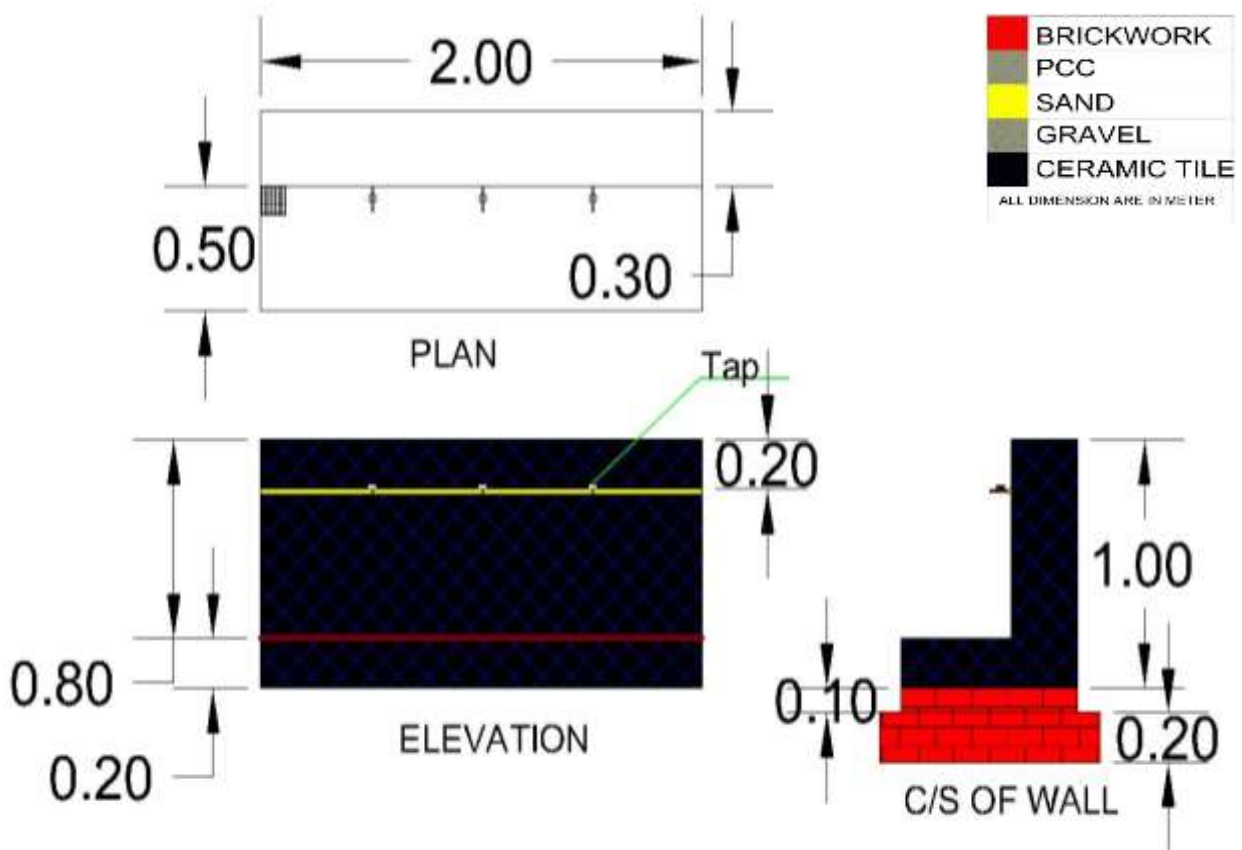 2.00
0.50
0.30
PLAN
BRICKWORK
PCC
SAND
GRAVEL
CERAMIC TILE
ALL DIMENSION ARE IN METER
Tap
0.20
0.80
0.20
ELEVATION
1.00
0.10
0.20
C/S OF WALL